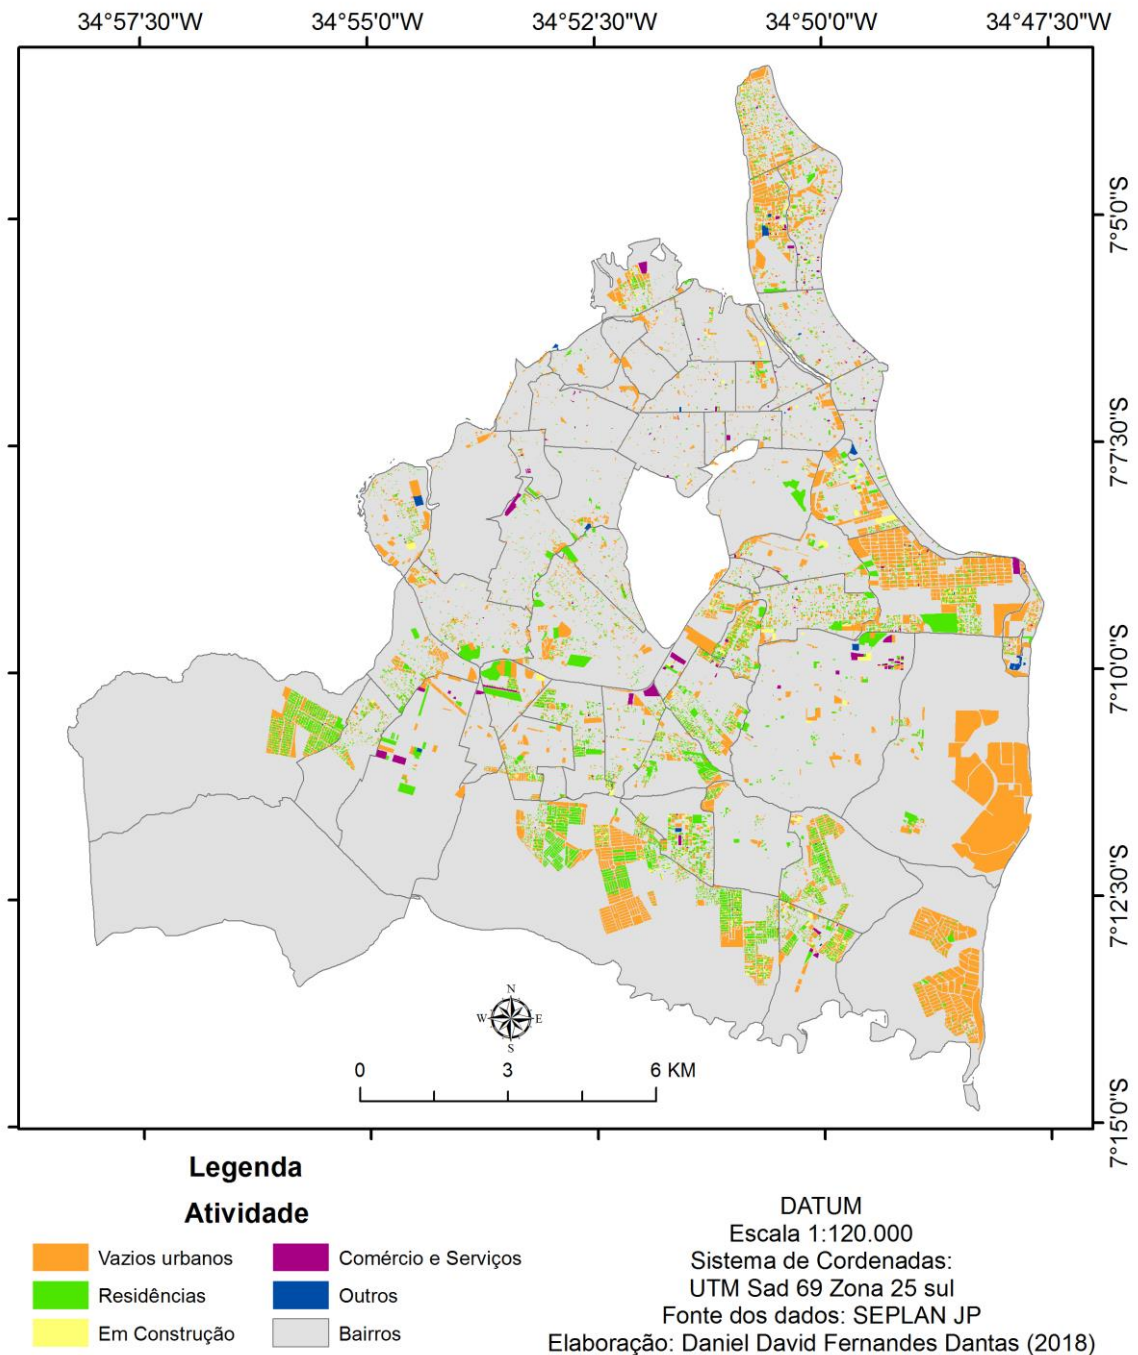 34°57'30"W 34°55'0"W 34°52'30"W 34°50'0"W 34°47'30"W
7°5'0"S
7°7'30"S
7°10'0"S
7°12'30"S
7°15'0"S
N
W E
S
0 3 6 KM
Legenda
Atividade
Vazios urbanos
Residências
Em Construção
Comércio e Serviços
Outros
Bairros
DATUM
Escala 1:120.000
Sistema de Cordenadas:
UTM Sad 69 Zona 25 sul
Fonte dos dados: SEPLAN JP
Elaboração: Daniel David Fernandes Dantas (2018)